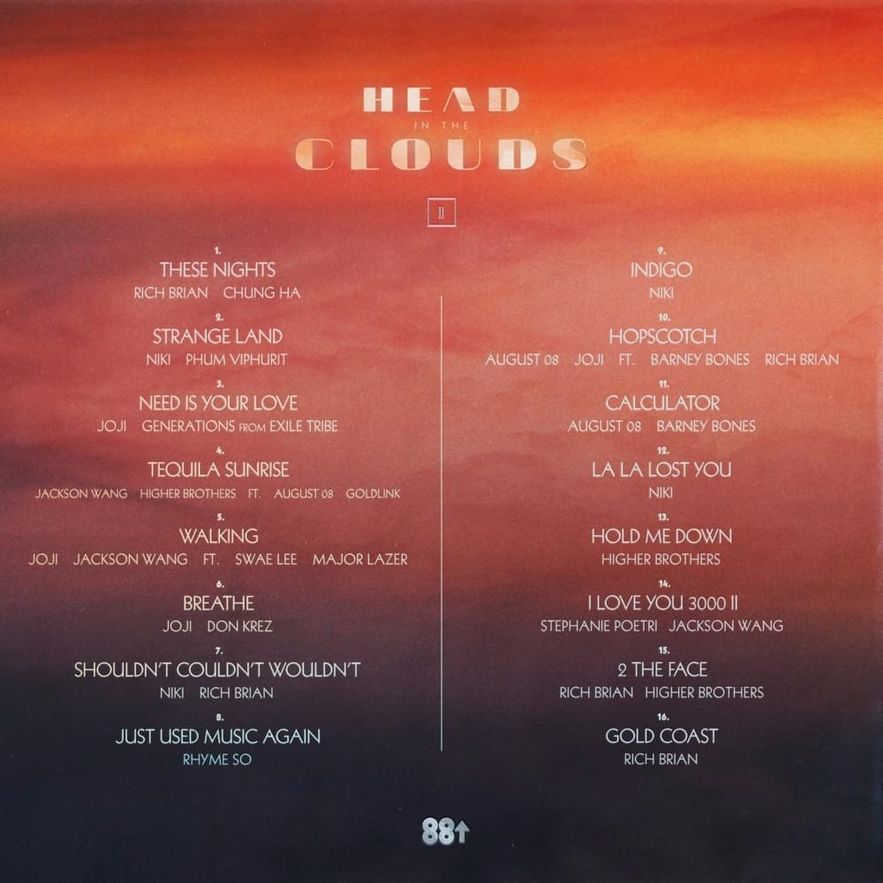 HEAD
IN THE
CLOUDS
II
1.
THESE NIGHTS
RICH BRIAN CHUNG HA
2.
STRANGE LAND
NIKI PHUM VIPHURIT
3.
NEED IS YOUR LOVE
JOJI GENERATIONS FROM EXILE TRIBE
4.
TEQUILA SUNRISE
JACKSON WANG HIGHER BROTHERS FT. AUGUST 08 GOLDLINK
5.
WALKING
JOJI JACKSON WANG FT. SWAE LEE MAJOR LAZER
6.
BREATHE
JOJI DON KREZ
7.
SHOULDN'T COULDN'T WOULDN'T
NIKI RICH BRIAN
8.
JUST USED MUSIC AGAIN
RHYME SO
9.
INDIGO
NIKI
10.
HOPSCOTCH
AUGUST 08 JOJI FT. BARNEY BONES RICH BRIAN
11.
CALCULATOR
AUGUST 08 BARNEY BONES
12.
LA LA LOST YOU
NIKI
13.
HOLD ME DOWN
HIGHER BROTHERS
14.
I LOVE YOU 3000 II
STEPHANIE POETRI JACKSON WANG
15.
2 THE FACE
RICH BRIAN HIGHER BROTHERS
16.
GOLD COAST
RICH BRIAN
88↑